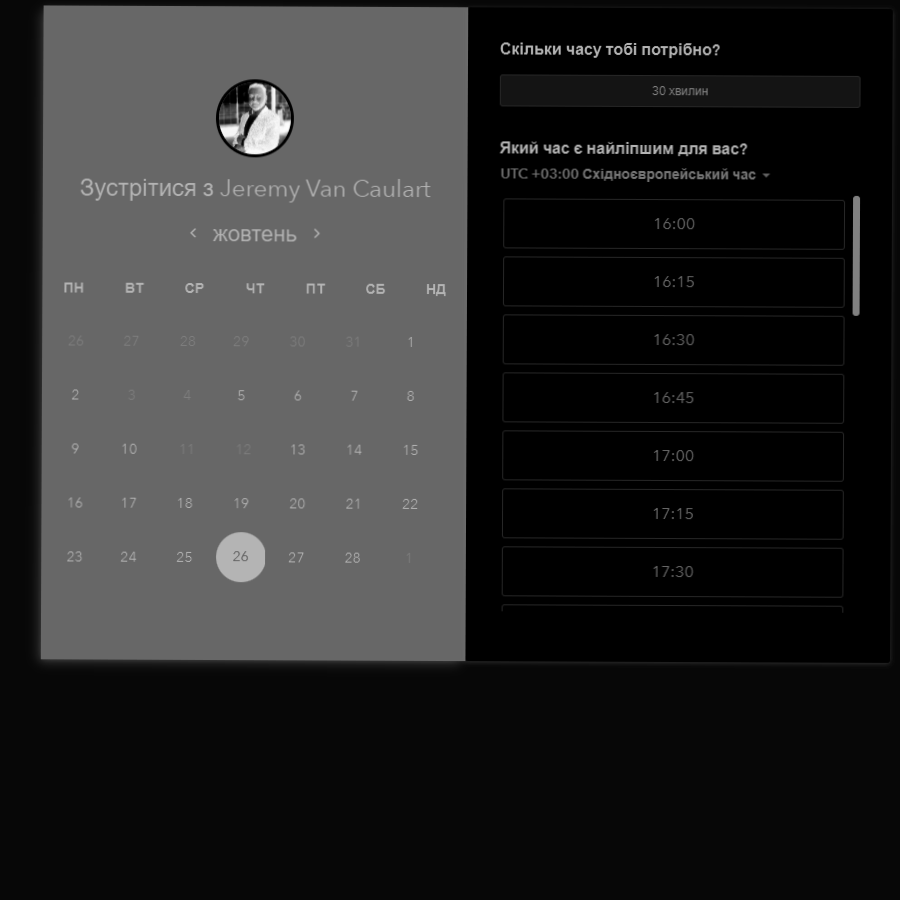 Зустрітися з Jeremy Van Caulart
жовтень
ПН ВТ СР ЧТ ПТ СБ НД
26 27 28 29 30 31 1
2 3 4 5 6 7 8
9 10 11 12 13 14 15
16 17 18 19 20 21 22
23 24 25 26 27 28 1
Скільки часу тобі потрібно?
30 хвилин
Який час є найліпшим для вас?
UTC +03:00 Східноєвропейський час
16:00
16:15
16:30
16:45
17:00
17:15
17:30